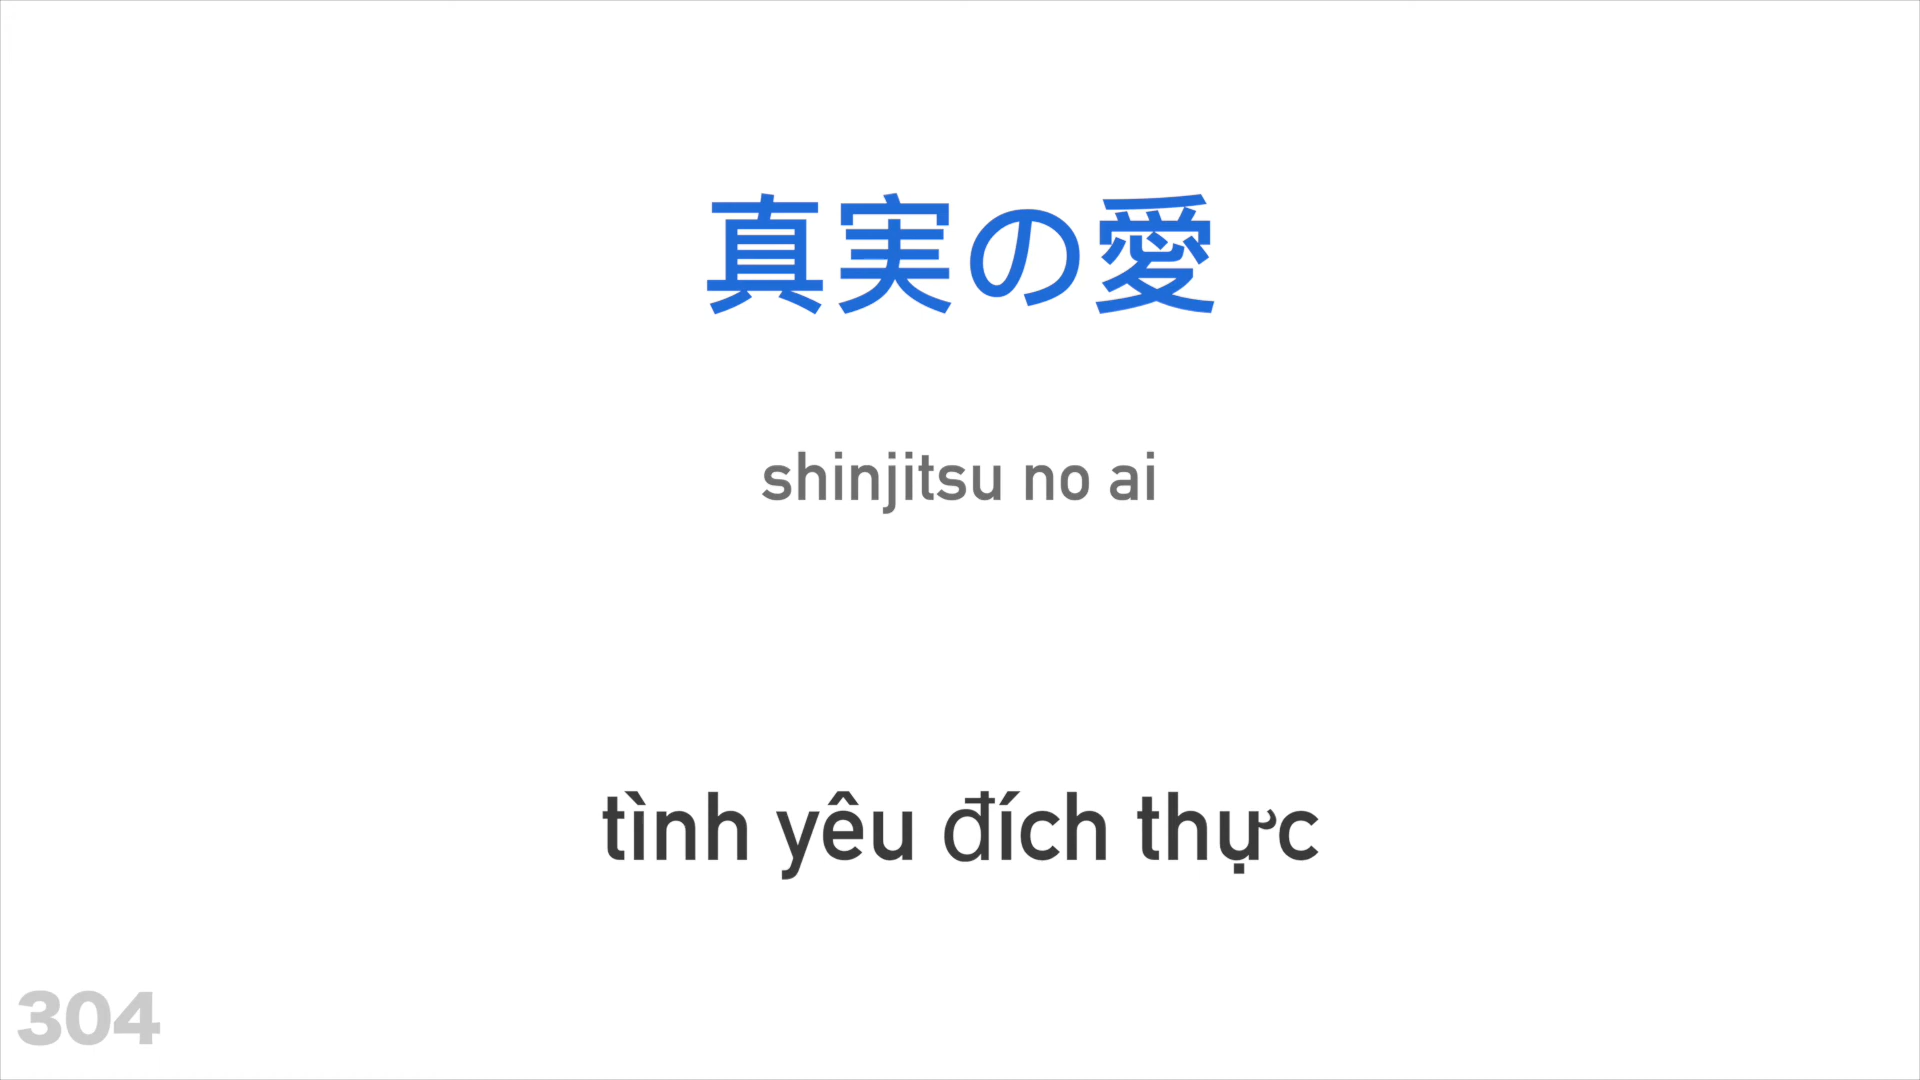 真実の愛
shinjitsu no ai
tình yêu đích thực
304